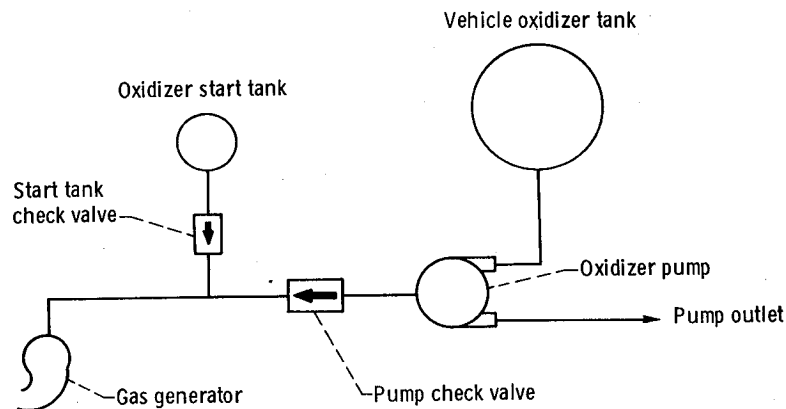 Vehicle oxidizer tank
Oxidizer start tank
Start tank
check valve
Oxidizer pump
Pump outlet
Gas generator
Pump check valve